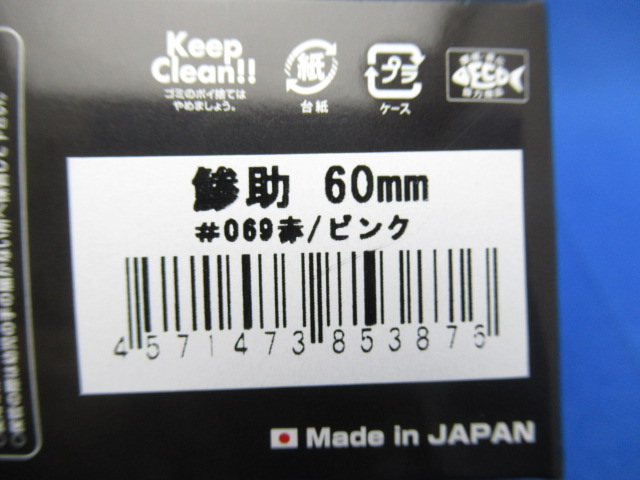 Keep
Clean!!
ゴミのポイ捨ては
やめましょう。
紙
台紙
プラ
ケース
ECO
鯵助 60mm
#069赤/ピンク
4571473853876
Made in JAPAN